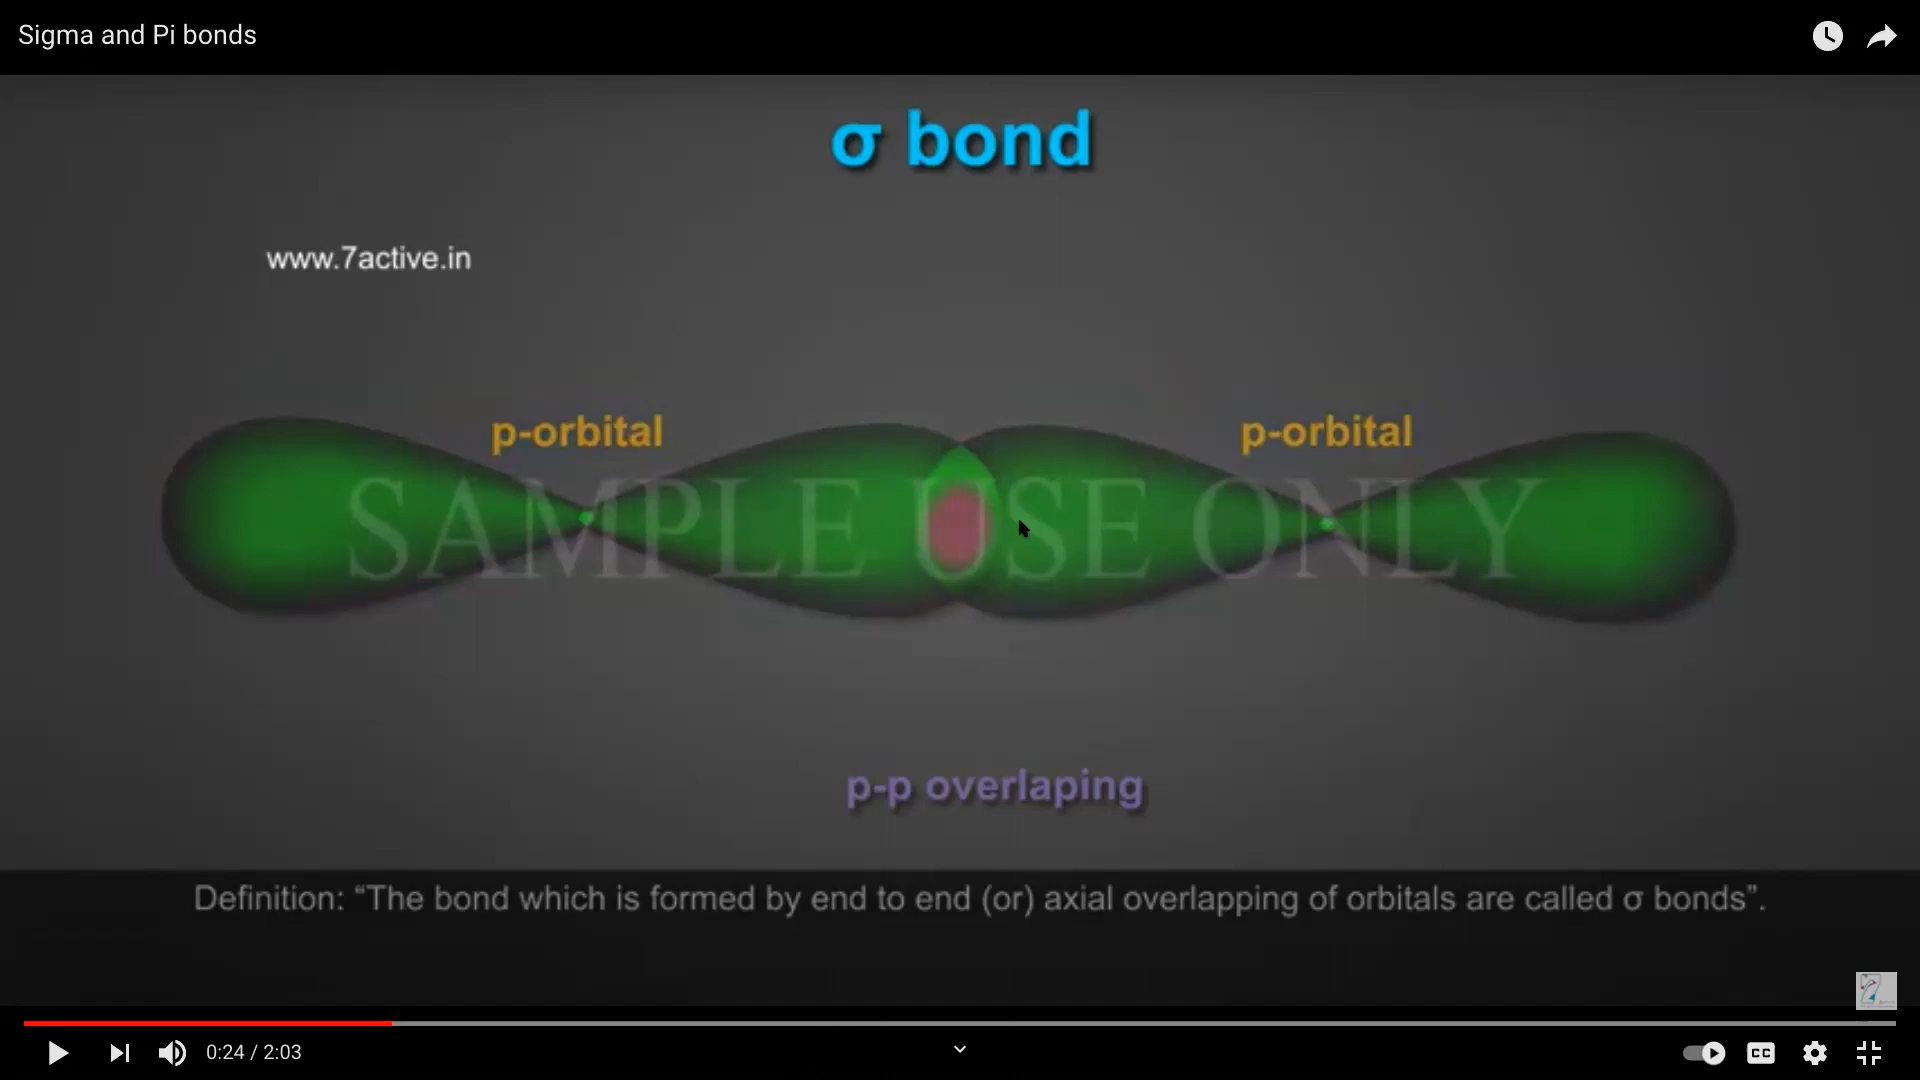 Sigma and Pi bonds
σ bond
www.7active.in
p-orbital
p-orbital
SAMPLE USE ONLY
p-p overlaping
Definition: “The bond which is formed by end to end (or) axial overlapping of orbitals are called σ bonds”.
0:24 / 2:03
CC